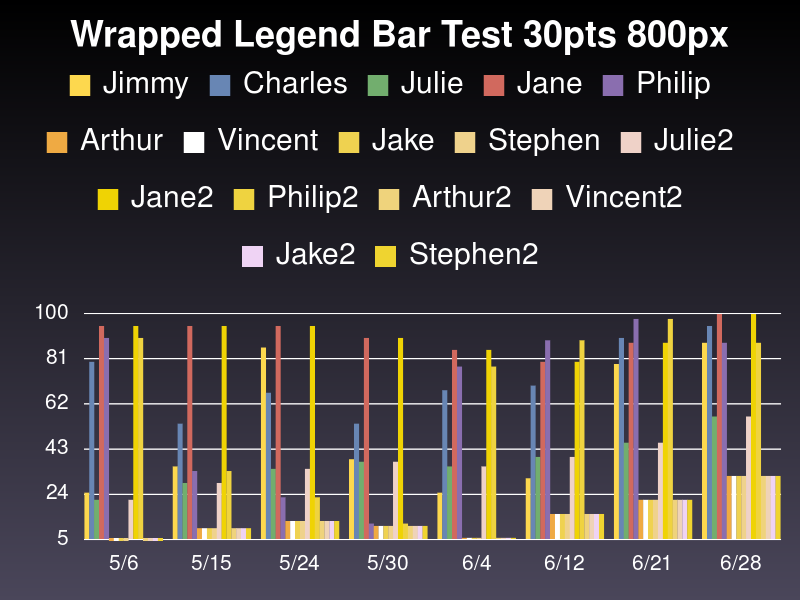 Wrapped Legend Bar Test 30pts 800px
Jimmy Charles Julie Jane Philip
Arthur Vincent Jake Stephen Julie2
Jane2 Philip2 Arthur2 Vincent2
Jake2 Stephen2
100
81
62
43
24
5
5/6 5/15 5/24 5/30 6/4 6/12 6/21 6/28